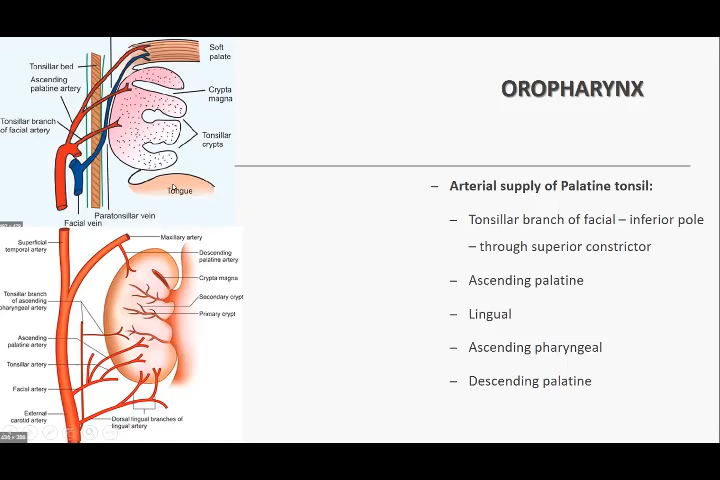 OROPHARYNX
Soft
palate
Tonsillar bed
Ascending
palatine artery
Crypta
magna
Tonsillar branch
of facial artery
Tonsillar
crypts
Tongue
Paratonsillar vein
Facial vein
Superficial
temporal artery
Maxillary artery
Descending
palatine artery
Crypta magna
Secondary crypt
Primary crypt
Tonsillar branch
of ascending
pharyngeal artery
Ascending
palatine artery
Tonsillar artery
Facial artery
External
carotid artery
Dorsal lingual branches of
lingual artery
436 × 388
– Arterial supply of Palatine tonsil:
– Tonsillar branch of facial – inferior pole
– through superior constrictor
– Ascending palatine
– Lingual
– Ascending pharyngeal
– Descending palatine